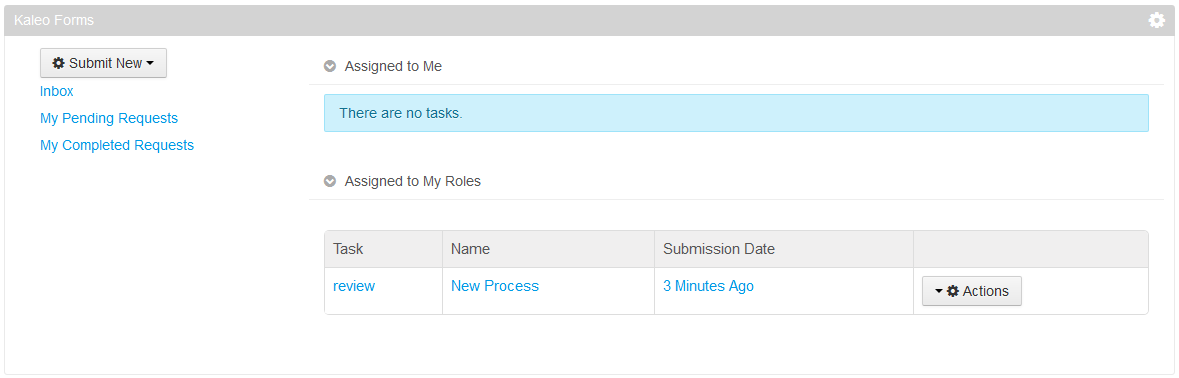 Kaleo Forms
Submit New
Inbox
My Pending Requests
My Completed Requests
Assigned to Me
There are no tasks.
Assigned to My Roles
Task Name Submission Date
review New Process 3 Minutes Ago Actions